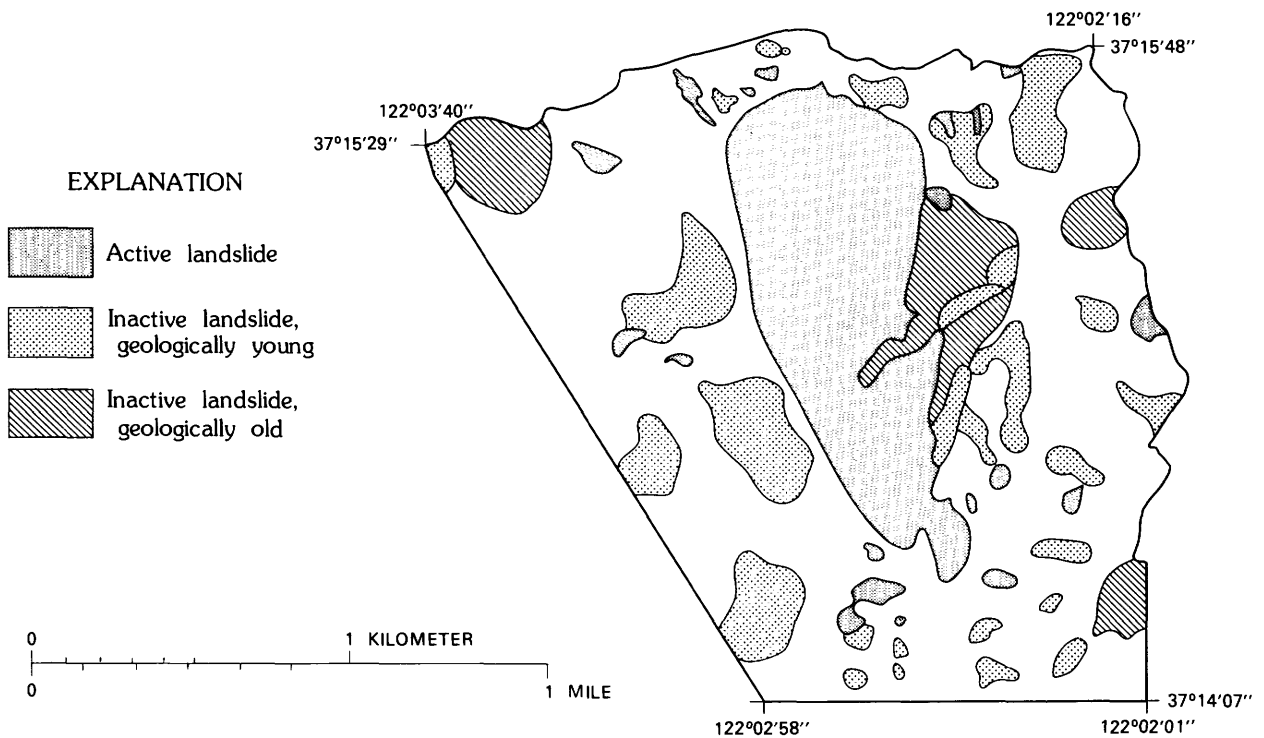 122°02'16"
37°15'48"
122°03'40"
37°15'29"
EXPLANATION
Active landslide
Inactive landslide,
geologically young
Inactive landslide,
geologically old
0 1 KILOMETER
0 1 MILE
37°14'07"
122°02'58" 122°02'01"